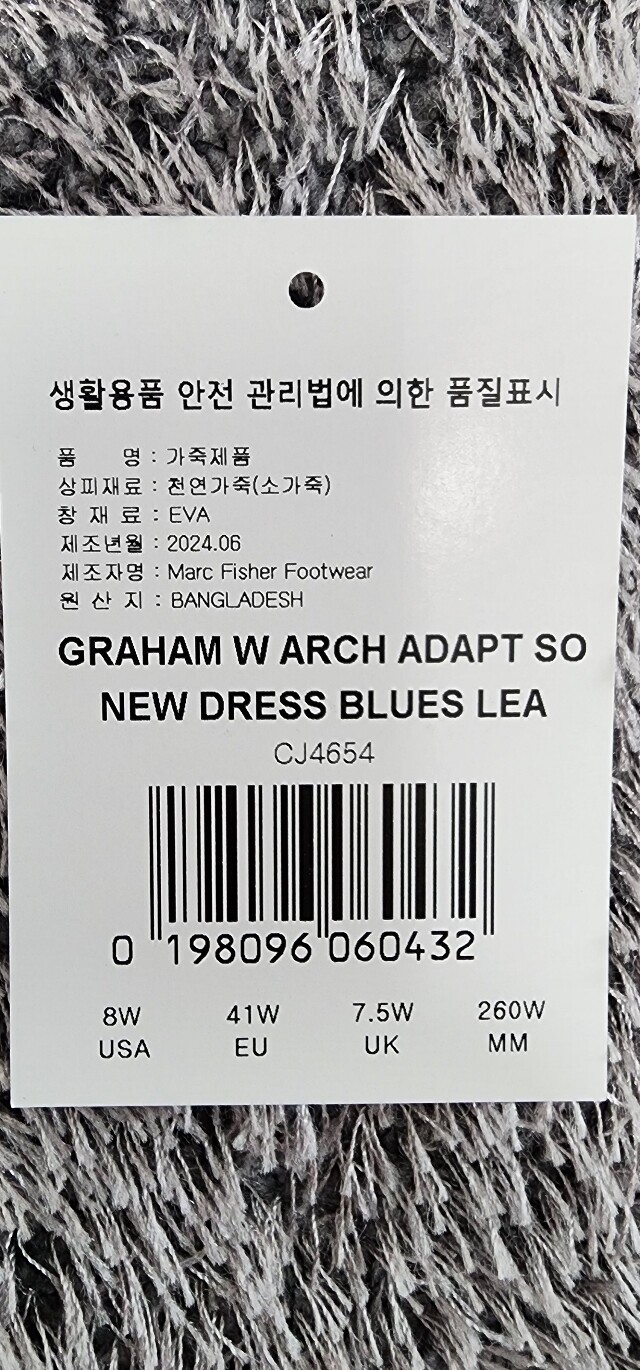 생활용품 안전 관리법에 의한 품질표시
품 명 : 가죽제품
상피재료 : 천연가죽(소가죽)
창 재 료 : EVA
제조년월 : 2024.06
제조자명 : Marc Fisher Footwear
원 산 지 : BANGLADESH
GRAHAM W ARCH ADAPT SO
NEW DRESS BLUES LEA
CJ4654
0 198096 060432
8W 41W 7.5W 260W
USA EU UK MM